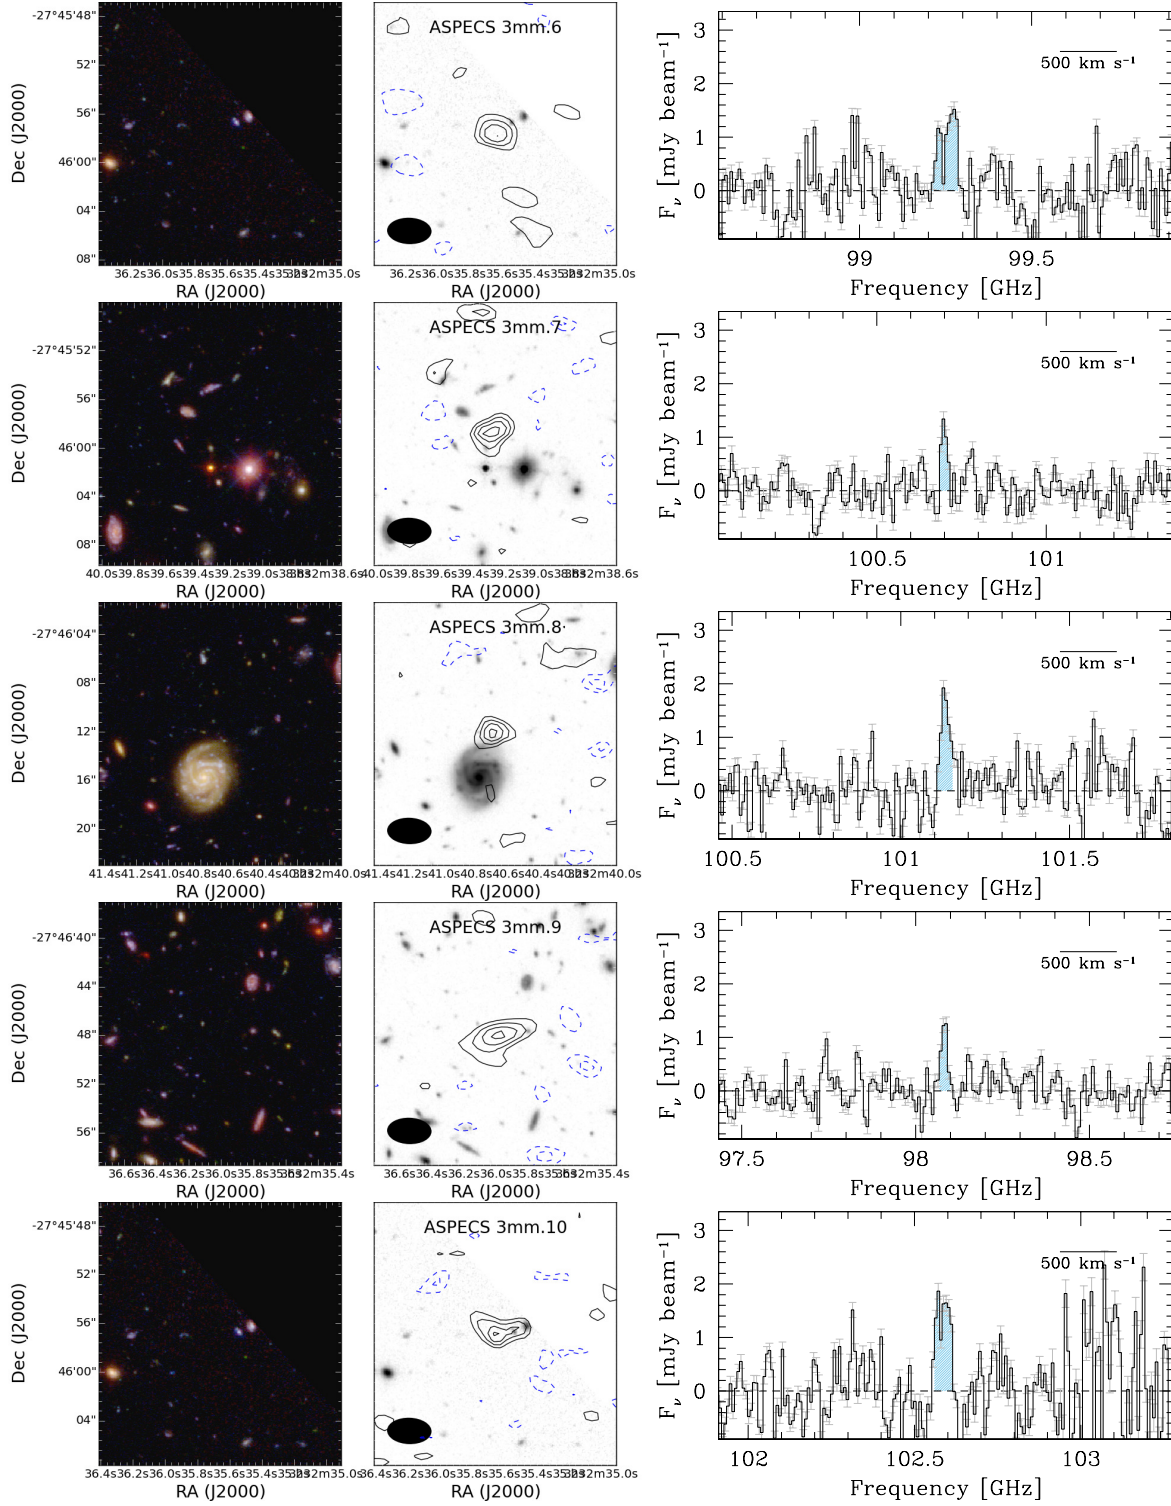 -27°45'48"
52"
56"
46'00"
04"
08"
Dec (J2000)
RA (J2000)
ASPECS 3mm.6
RA (J2000)
3
2
1
0
Fν [mJy beam⁻¹]
500 km s⁻¹
99
99.5
Frequency [GHz]
-27°45'52"
56"
46'00"
04"
08"
Dec (J2000)
RA (J2000)
ASPECS 3mm.7
RA (J2000)
3
2
1
0
Fν [mJy beam⁻¹]
500 km s⁻¹
100.5
101
Frequency [GHz]
-27°46'04"
08"
12"
16"
20"
Dec (J2000)
RA (J2000)
ASPECS 3mm.8
RA (J2000)
3
2
1
0
Fν [mJy beam⁻¹]
500 km s⁻¹
100.5
101
101.5
Frequency [GHz]
-27°46'40"
44"
48"
52"
56"
Dec (J2000)
RA (J2000)
ASPECS 3mm.9
RA (J2000)
3
2
1
0
Fν [mJy beam⁻¹]
500 km s⁻¹
97.5
98
98.5
Frequency [GHz]
-27°45'48"
52"
56"
46'00"
04"
Dec (J2000)
RA (J2000)
ASPECS 3mm.10
RA (J2000)
3
2
1
0
Fν [mJy beam⁻¹]
500 km s⁻¹
102
102.5
103
Frequency [GHz]